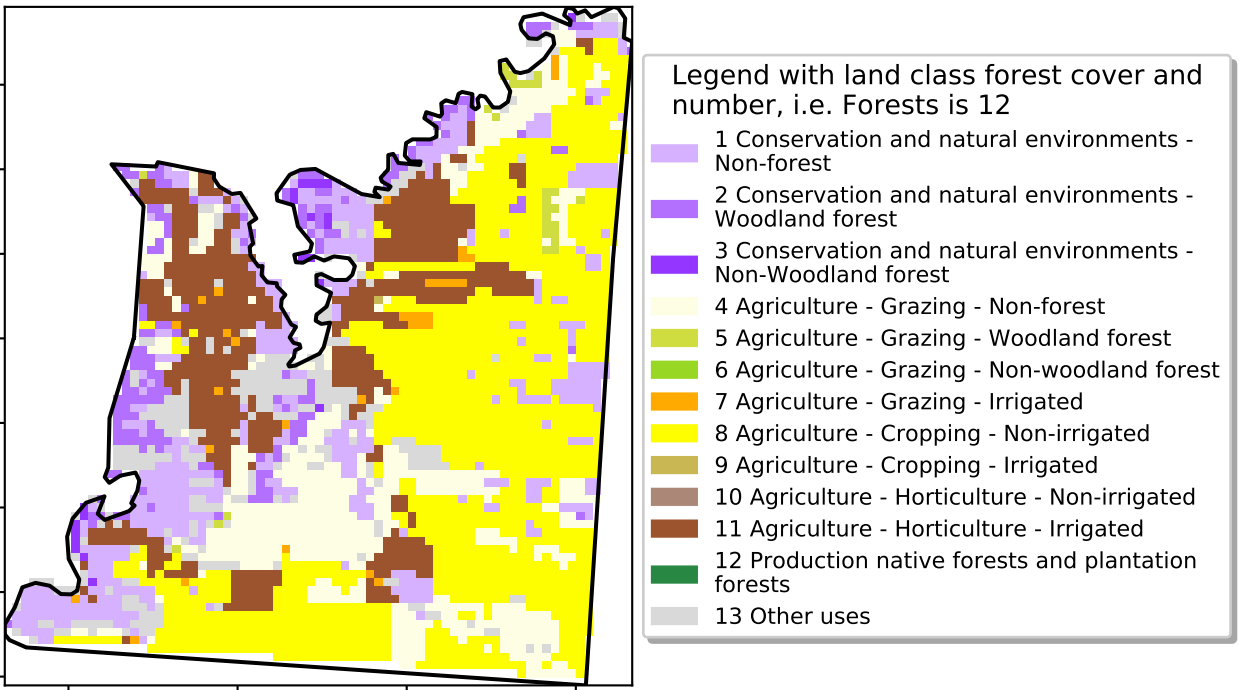 Legend with land class forest cover and
number, i.e. Forests is 12
1 Conservation and natural environments -
Non-forest
2 Conservation and natural environments -
Woodland forest
3 Conservation and natural environments -
Non-Woodland forest
4 Agriculture - Grazing - Non-forest
5 Agriculture - Grazing - Woodland forest
6 Agriculture - Grazing - Non-woodland forest
7 Agriculture - Grazing - Irrigated
8 Agriculture - Cropping - Non-irrigated
9 Agriculture - Cropping - Irrigated
10 Agriculture - Horticulture - Non-irrigated
11 Agriculture - Horticulture - Irrigated
12 Production native forests and plantation
forests
13 Other uses